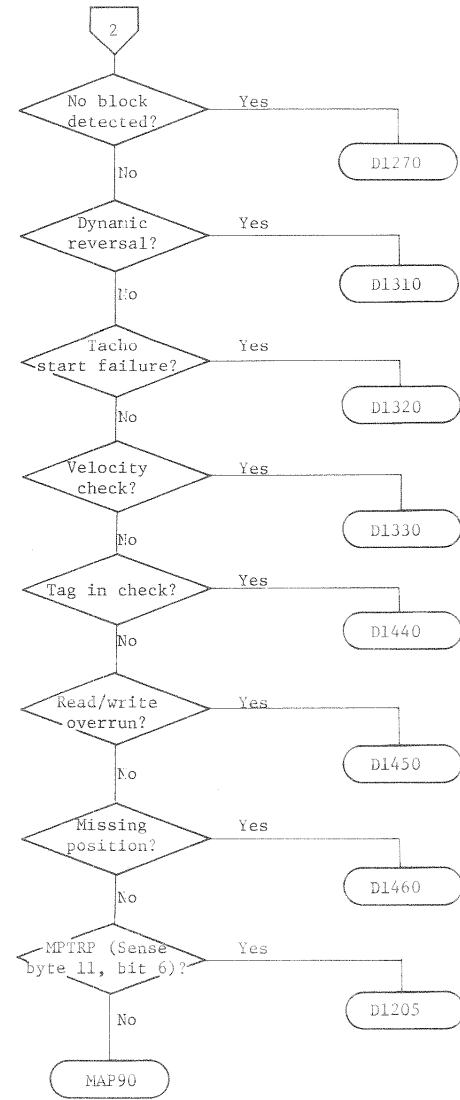 2
No block
detected?
Yes
D1270
No
Dynamic
reversal?
Yes
D1310
No
Tacho
start failure?
Yes
D1320
No
Velocity
check?
Yes
D1330
No
Tag in check?
Yes
D1440
No
Read/write
overrun?
Yes
D1450
No
Missing
position?
Yes
D1460
No
MPTRP (Sense
byte 11, bit 6)?
Yes
D1205
No
MAP90